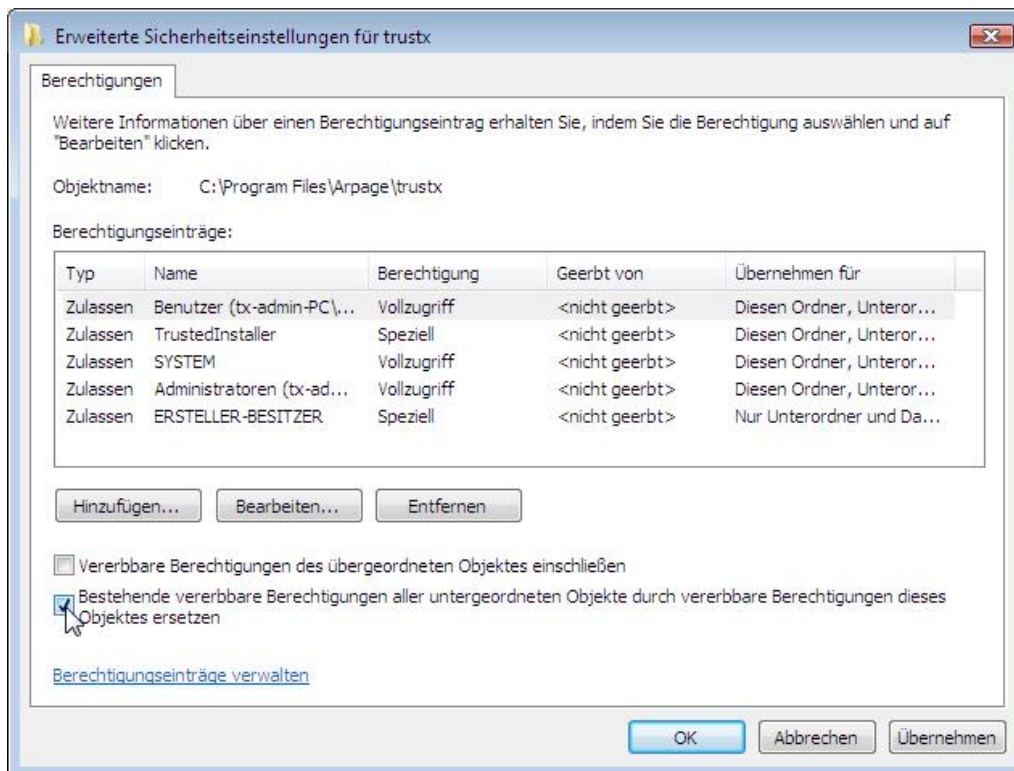 Erweiterte Sicherheitseinstellungen für trustx
Berechtigungen
Weitere Informationen über einen Berechtigungseintrag erhalten Sie, indem Sie die Berechtigung auswählen und auf
"Bearbeiten" klicken.
Objektname: C:\Program Files\Arpage\trustx
Berechtigungseinträge:
Typ Name Berechtigung Geerbt von Übernehmen für
Zulassen Benutzer (tx-admin-PC\... Vollzugriff <nicht geerbt> Diesen Ordner, Unteror...
Zulassen TrustedInstaller Speziell <nicht geerbt> Diesen Ordner, Unteror...
Zulassen SYSTEM Vollzugriff <nicht geerbt> Diesen Ordner, Unteror...
Zulassen Administratoren (tx-ad... Vollzugriff <nicht geerbt> Diesen Ordner, Unteror...
Zulassen ERSTELLER-BESITZER Speziell <nicht geerbt> Nur Unterordner und Da...
Hinzufügen... Bearbeiten... Entfernen
Vererbbare Berechtigungen des übergeordneten Objektes einschließen
Bestehende vererbbare Berechtigungen aller untergeordneten Objekte durch vererbbare Berechtigungen dieses
Objektes ersetzen
Berechtigungseinträge verwalten
OK Abbrechen Übernehmen